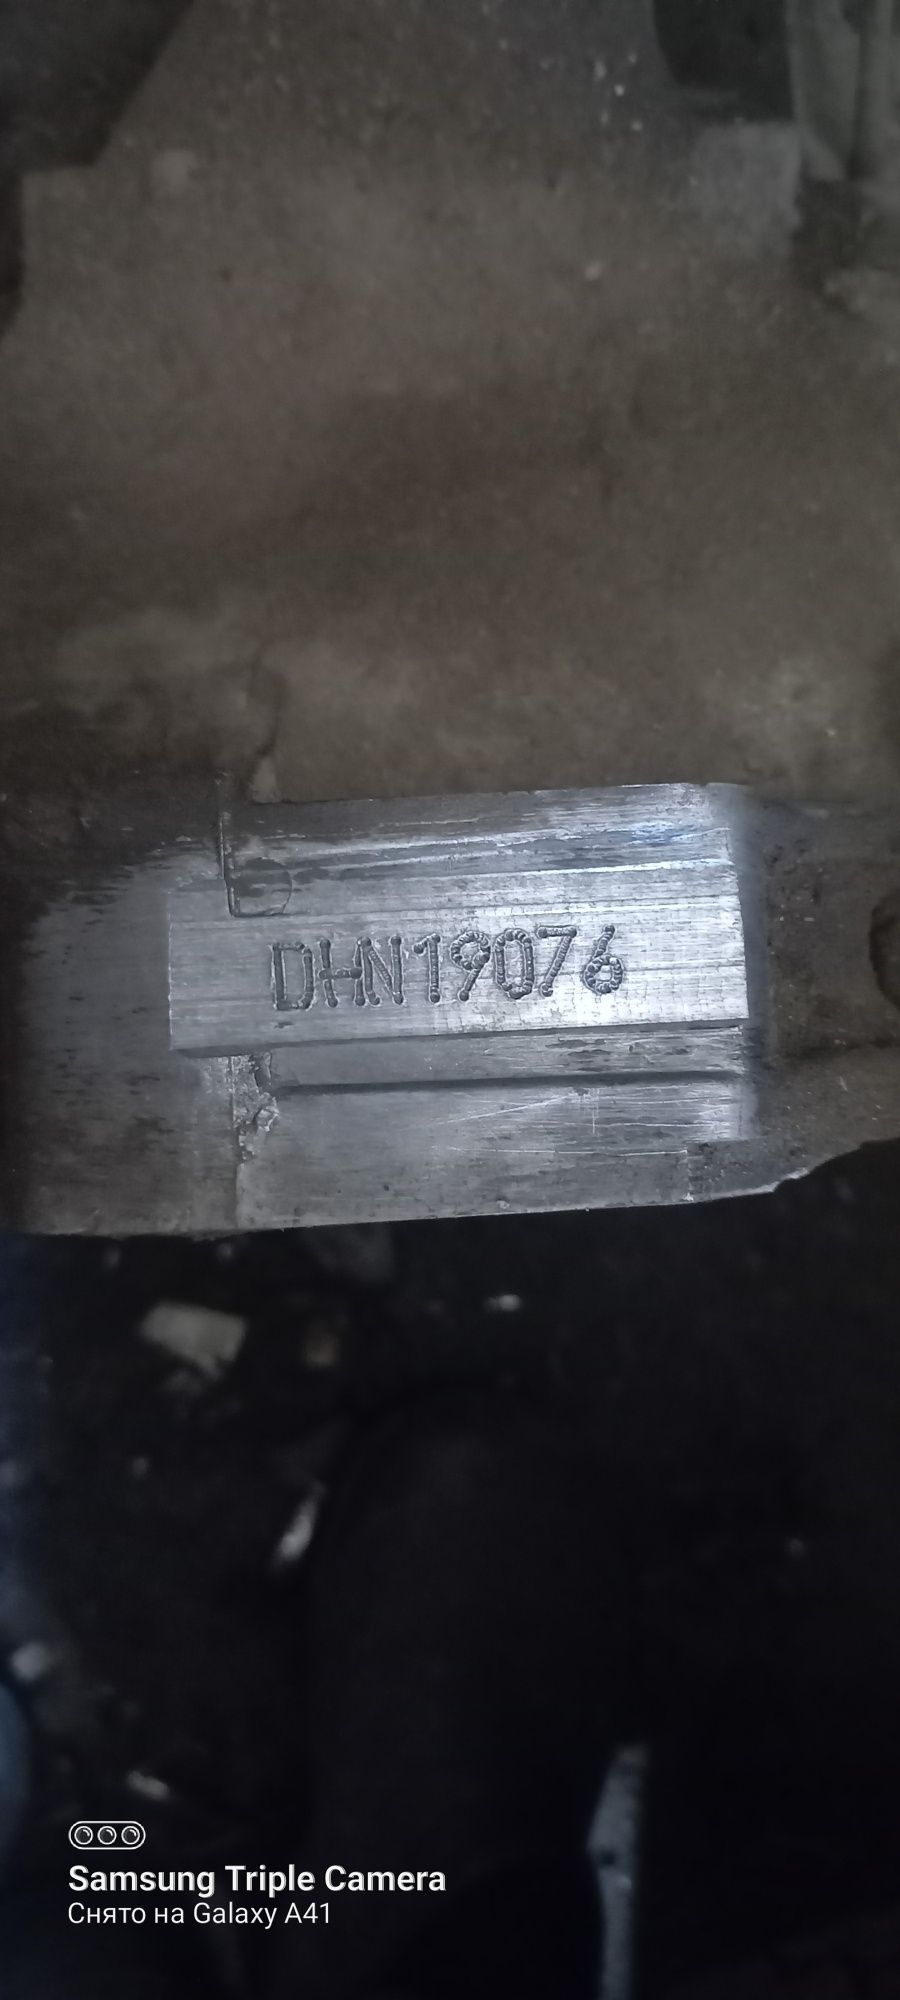 DHN19076
Samsung Triple Camera
Снято на Galaxy A41